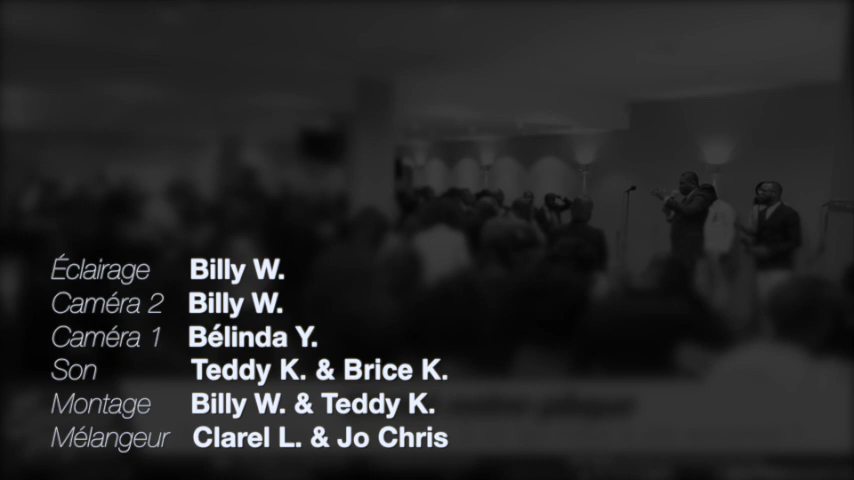 Éclairage Billy W.
Caméra 2 Billy W.
Caméra 1 Bélinda Y.
Son Teddy K. & Brice K.
Montage Billy W. & Teddy K.
Mélangeur Clarel L. & Jo Chris